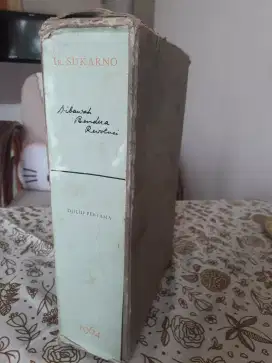 Ir. SUKARNO
Dibawah
Bendera
Revolusi
DJILID PERTAMA
1964